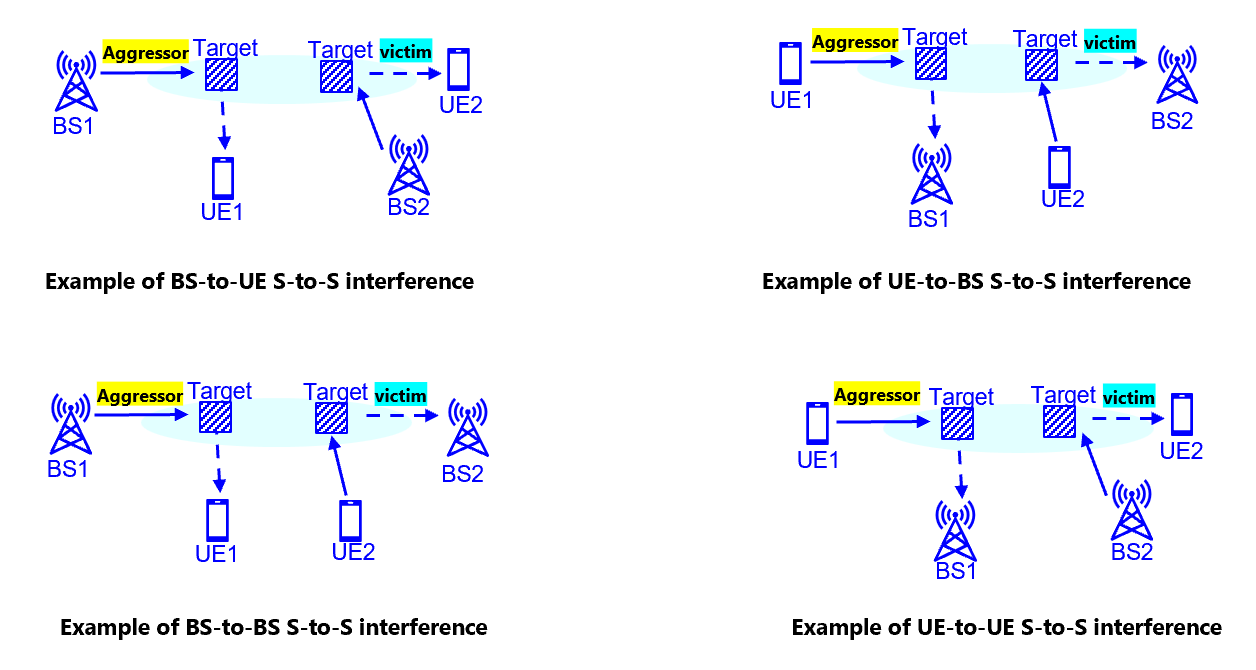 Aggressor
Target
Target
victim
BS1
UE1
BS2
UE2
Example of BS-to-UE S-to-S interference
UE1
Aggressor
Target
Target
victim
BS2
BS1
UE2
Example of UE-to-BS S-to-S interference
Aggressor
Target
Target
victim
BS1
BS2
UE1
UE2
Example of BS-to-BS S-to-S interference
Aggressor
Target
Target
victim
UE1
UE2
BS1
BS2
Example of UE-to-UE S-to-S interference